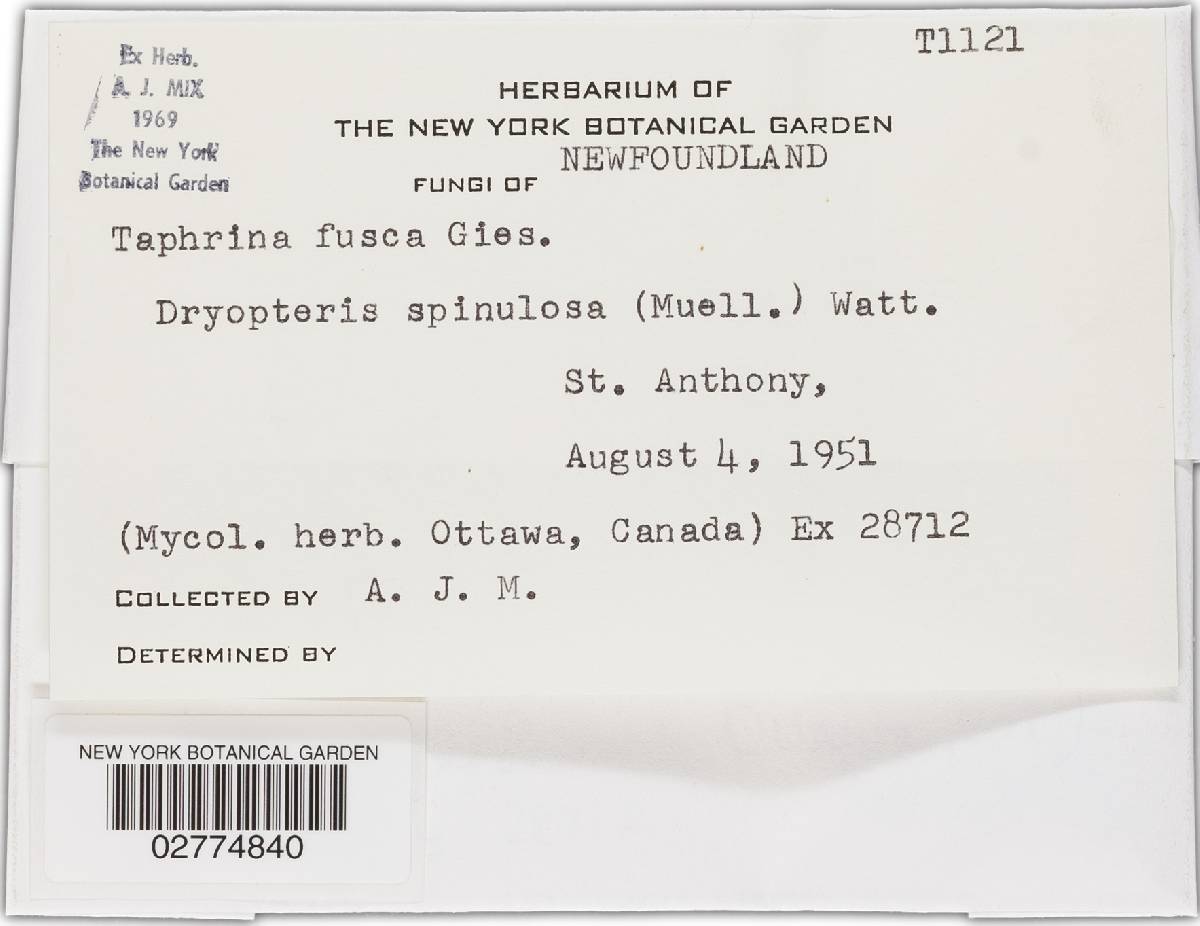 T1121
Ex Herb.
A. J. MIX
1969
The New York
Botanical Garden
HERBARIUM OF
THE NEW YORK BOTANICAL GARDEN
NEWFOUNDLAND
FUNGI OF
Taphrina fusca Gies.
Dryopteris spinulosa (Muell.) Watt.
St. Anthony,
August 4, 1951
(Mycol. herb. Ottawa, Canada) Ex 28712
COLLECTED BY A. J. M.
DETERMINED BY
NEW YORK BOTANICAL GARDEN
02774840